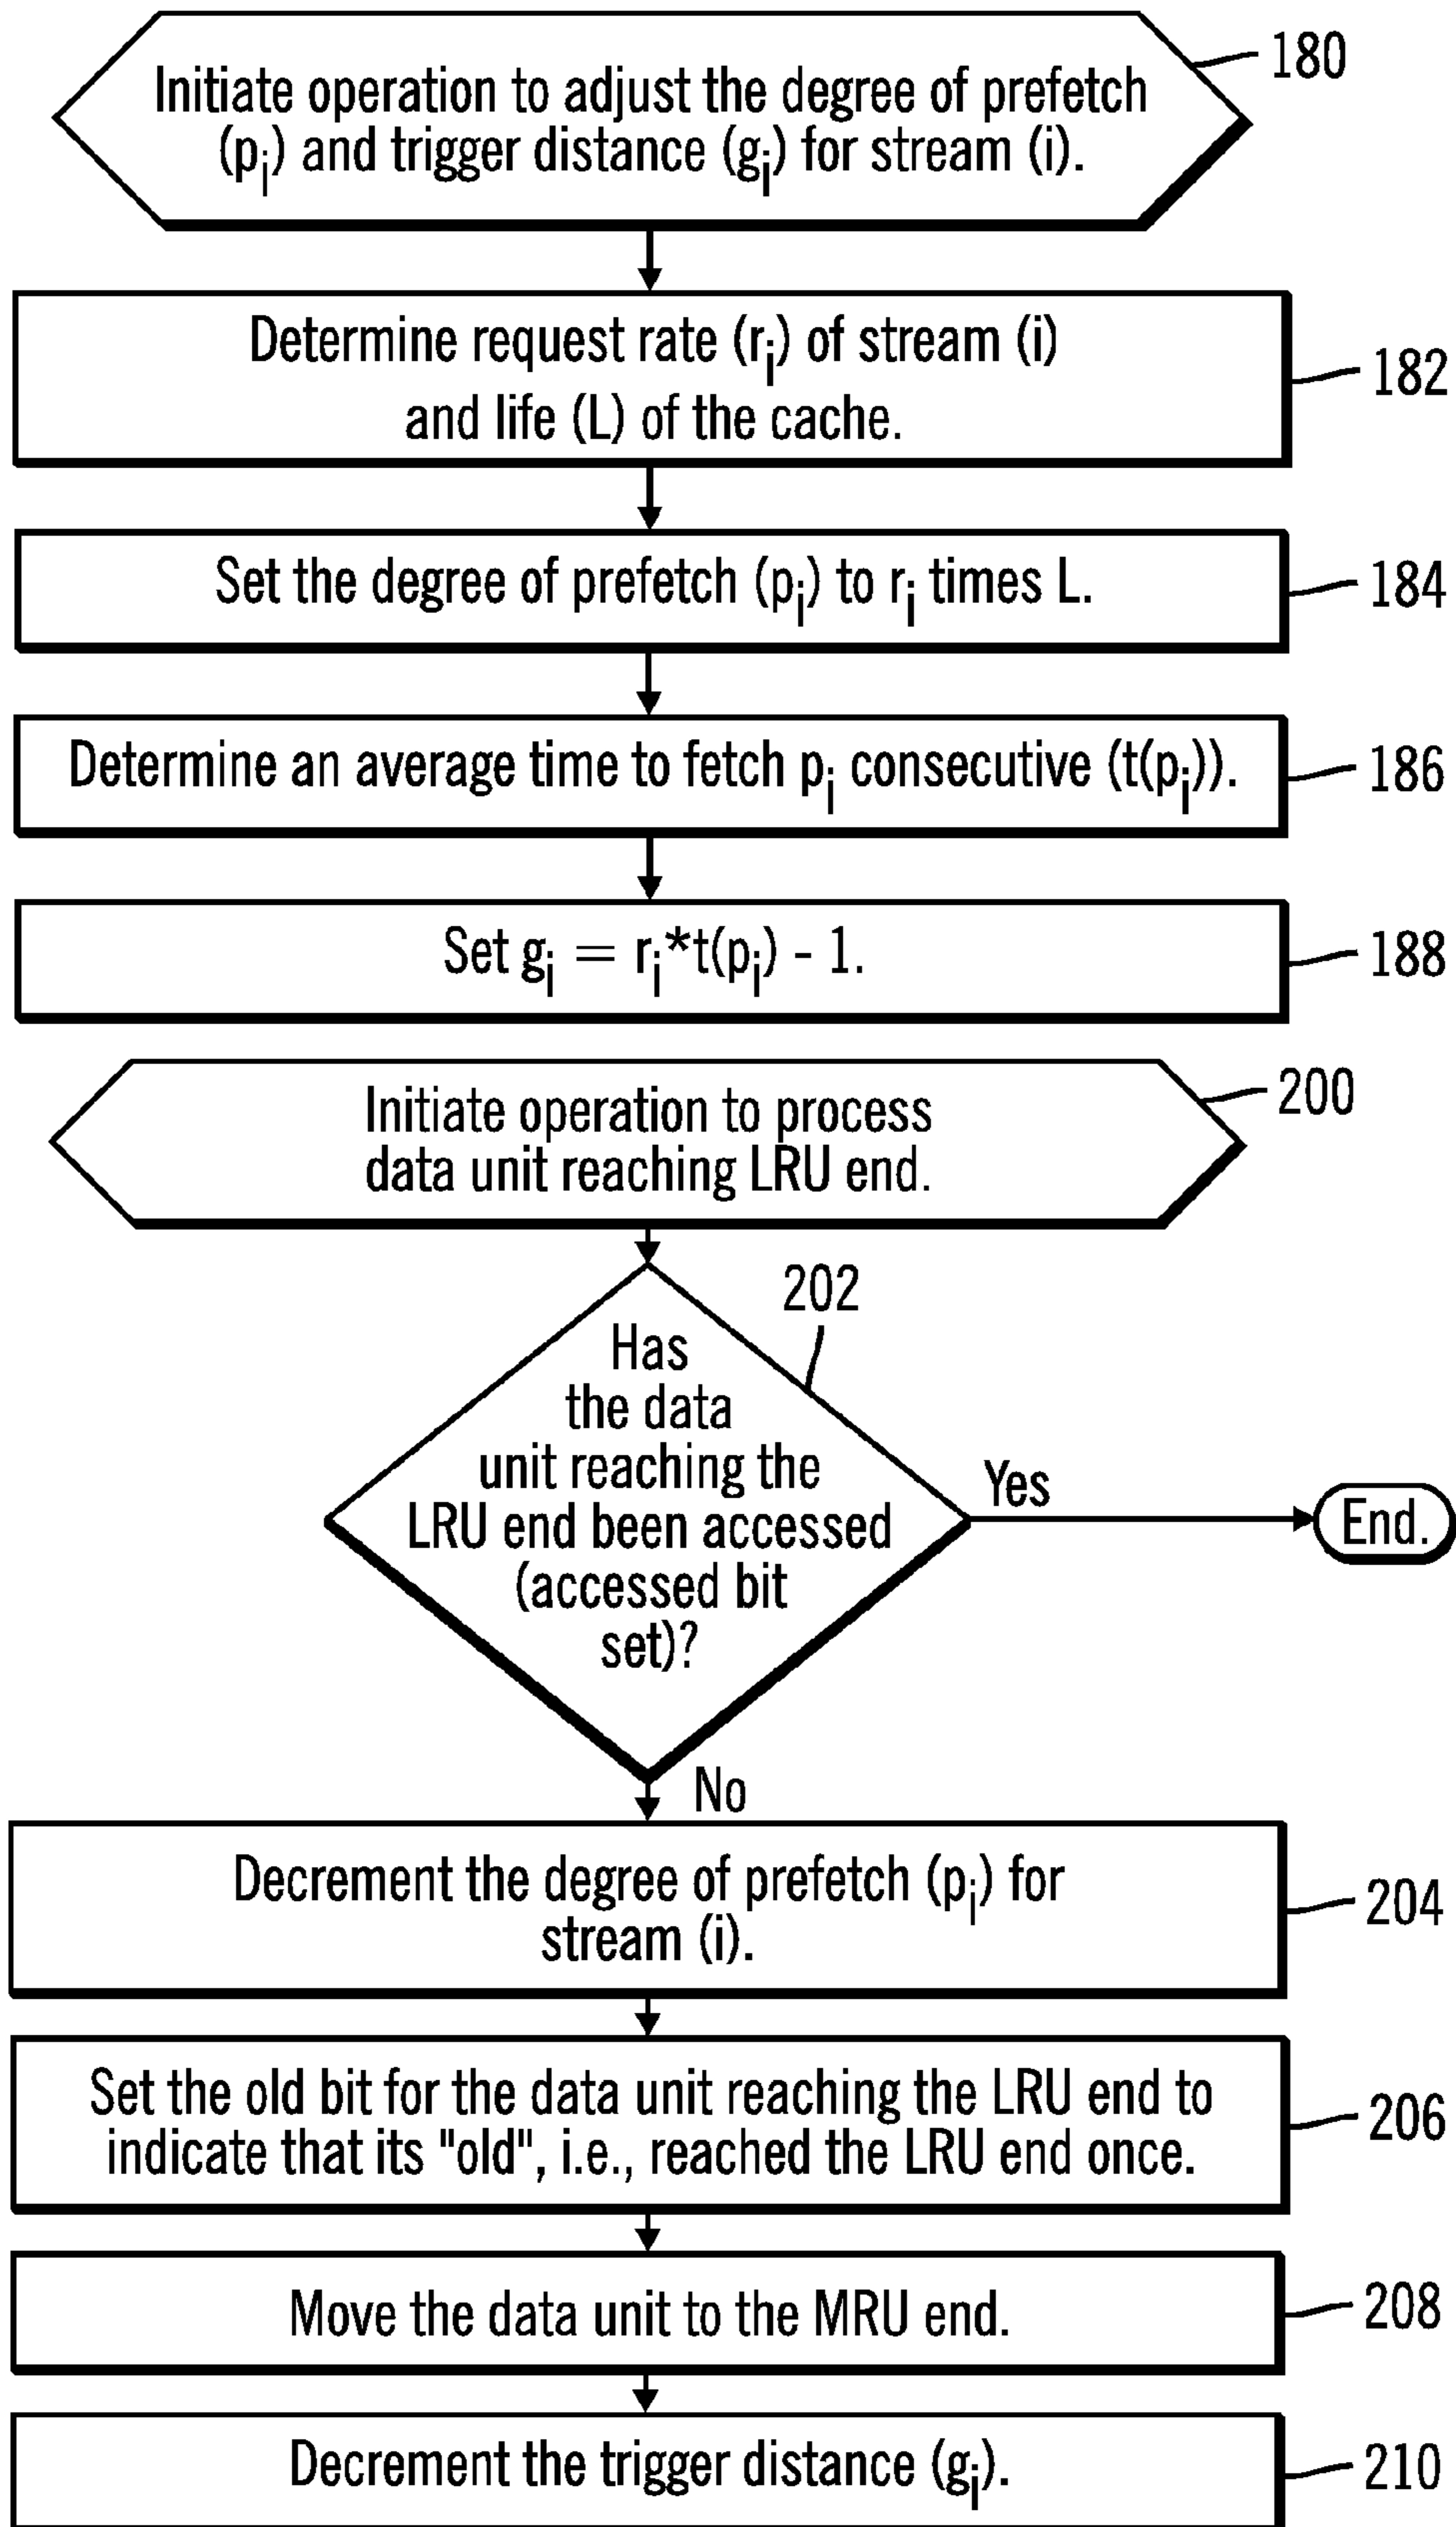 Initiate operation to adjust the degree of prefetch
(pi) and trigger distance (gi) for stream (i).
180
Determine request rate (ri) of stream (i)
and life (L) of the cache.
182
Set the degree of prefetch (pi) to ri times L.
184
Determine an average time to fetch pi consecutive (t(pi)).
186
Set gi = ri*t(pi) - 1.
188
Initiate operation to process
data unit reaching LRU end.
200
202
Has
the data
unit reaching the
LRU end been accessed
(accessed bit
set)?
Yes
End.
No
Decrement the degree of prefetch (pi) for
stream (i).
204
Set the old bit for the data unit reaching the LRU end to
indicate that its "old", i.e., reached the LRU end once.
206
Move the data unit to the MRU end.
208
Decrement the trigger distance (gi).
210